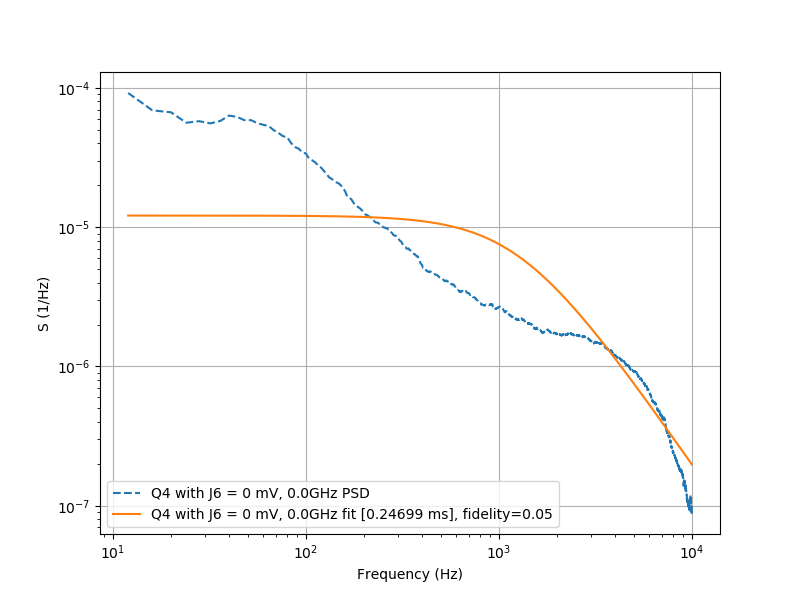 10⁻⁴
10⁻⁵
10⁻⁶
10⁻⁷
S (1/Hz)
Q4 with J6 = 0 mV, 0.0GHz PSD
Q4 with J6 = 0 mV, 0.0GHz fit [0.24699 ms], fidelity=0.05
10¹ 10² 10³ 10⁴
Frequency (Hz)